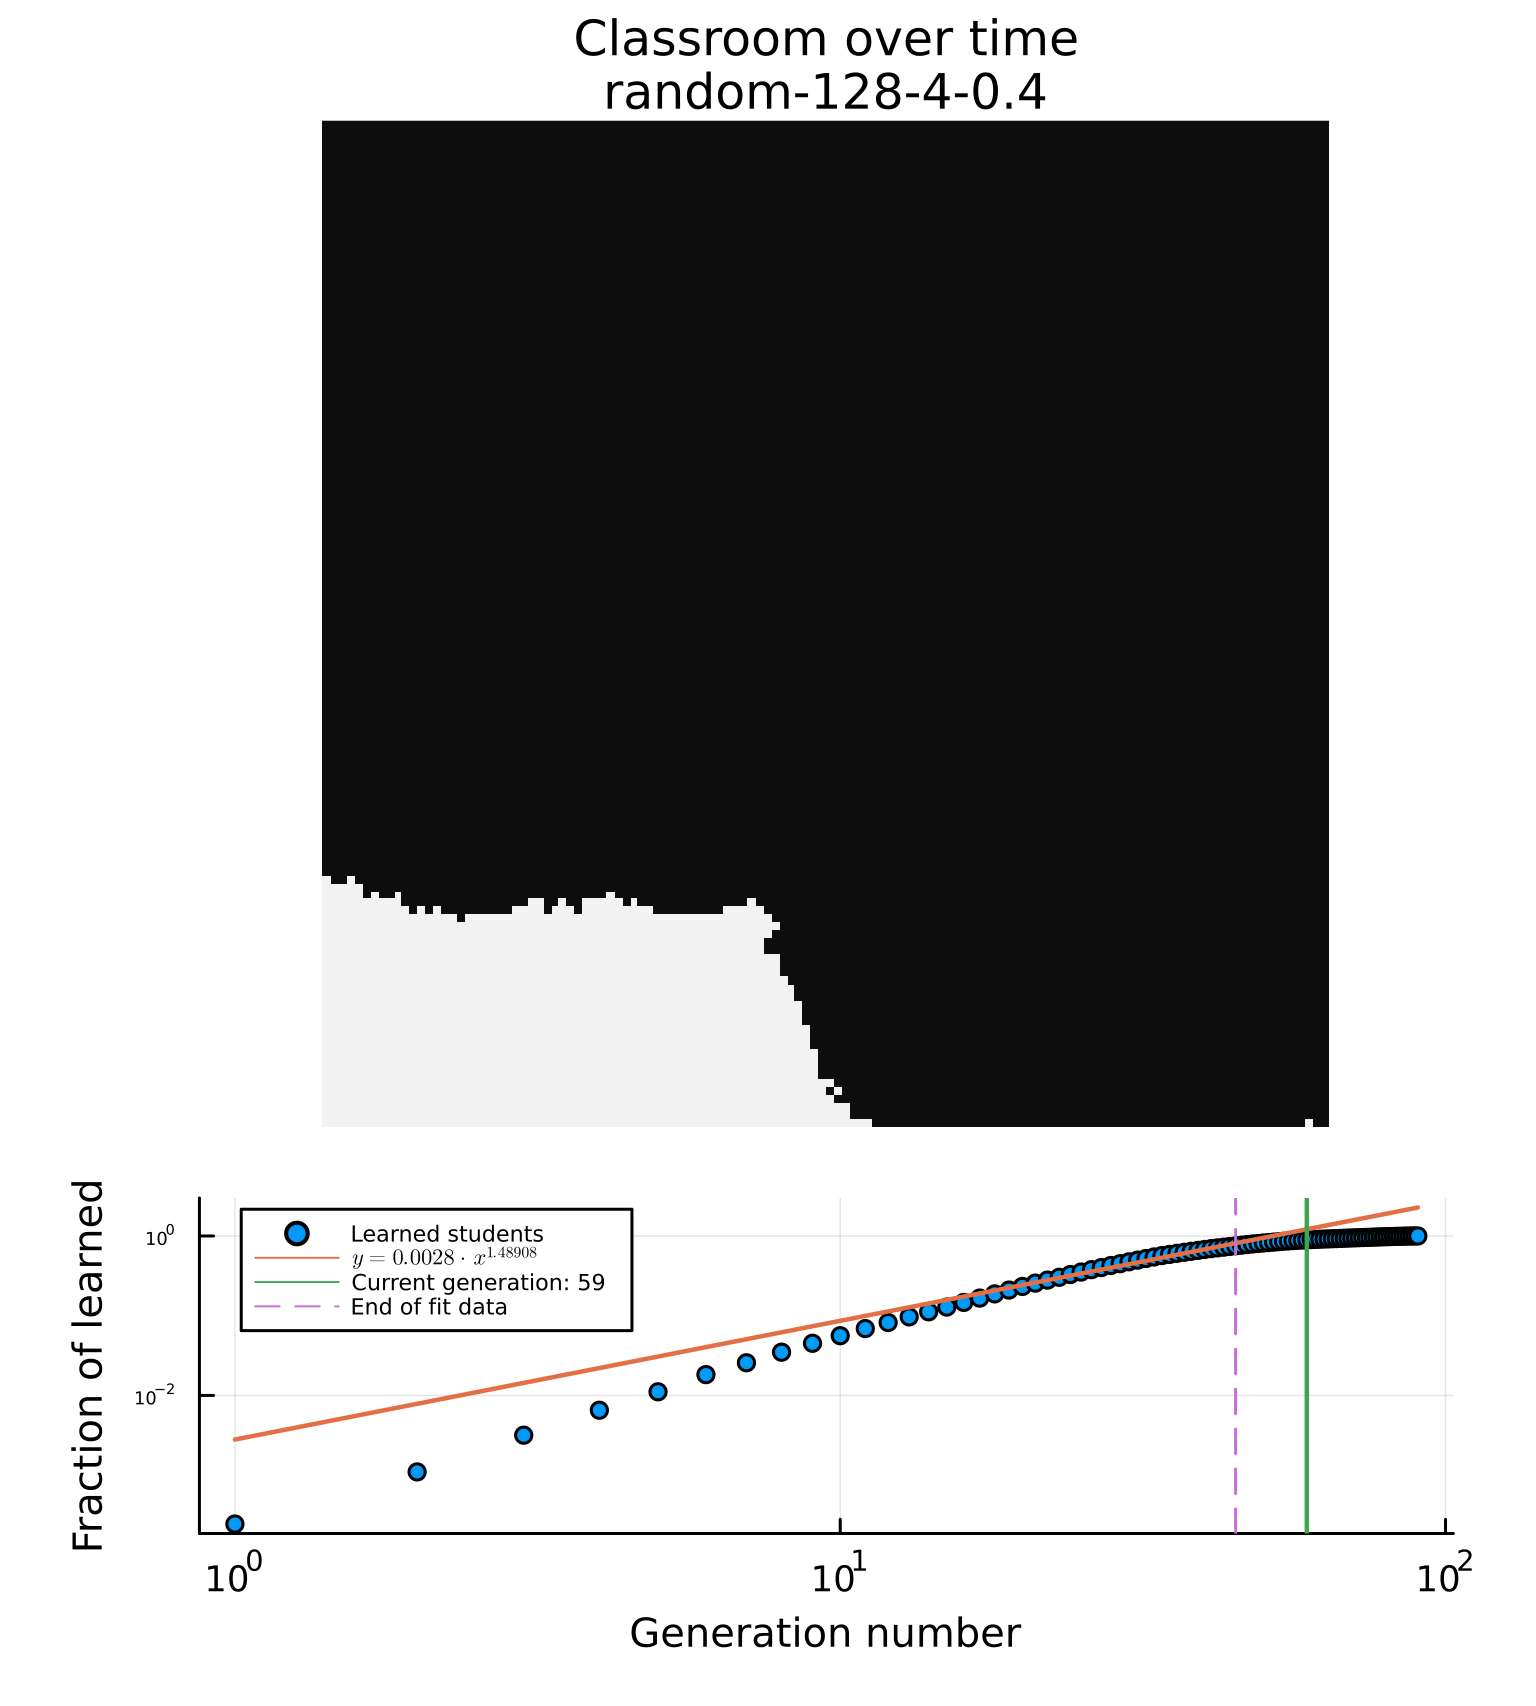 Classroom over time
random-128-4-0.4
Fraction of learned
10^0
10^-2
Learned students
y = 0.0028 · x^1.48908
Current generation: 59
End of fit data
10^0
10^1
10^2
Generation number